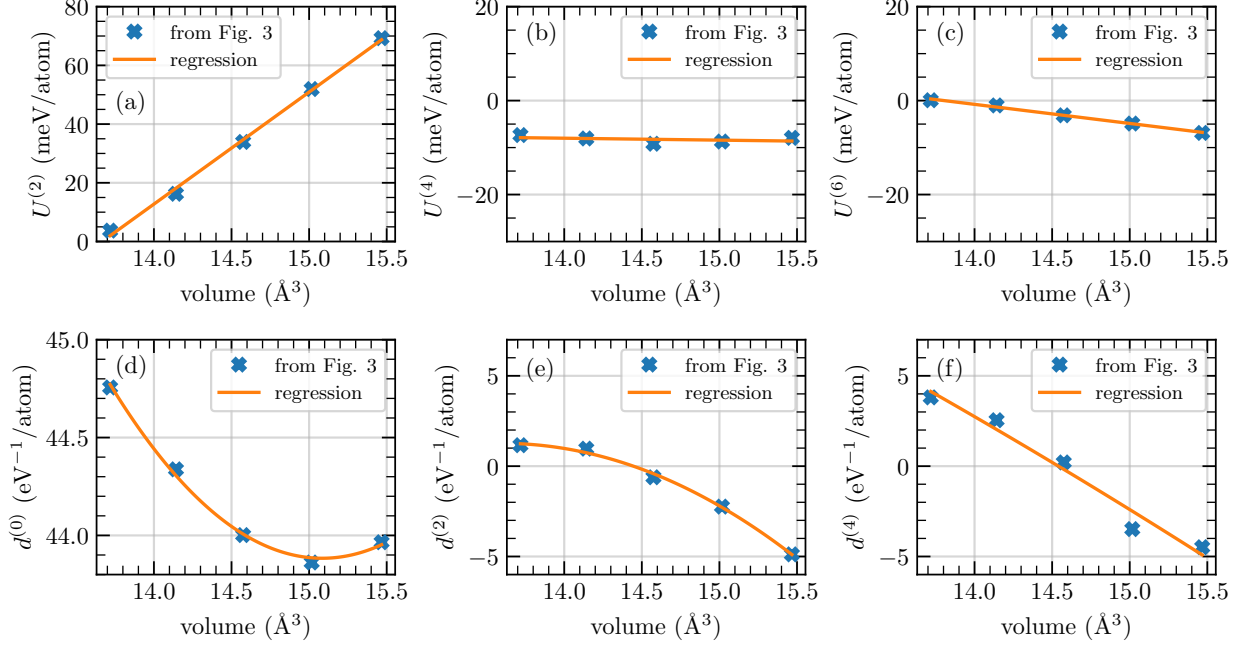 80
60
40
20
0
U(2) (meV/atom)
from Fig. 3
regression
(a)
14.0 14.5 15.0 15.5
volume (Å3)
20
0
−20
U(4) (meV/atom)
(b)
from Fig. 3
regression
14.0 14.5 15.0 15.5
volume (Å3)
20
0
−20
U(6) (meV/atom)
(c)
from Fig. 3
regression
14.0 14.5 15.0 15.5
volume (Å3)
45.0
44.5
44.0
d(0) (eV−1/atom)
(d)
from Fig. 3
regression
14.0 14.5 15.0 15.5
volume (Å3)
5
0
−5
d(2) (eV−1/atom)
(e)
from Fig. 3
regression
14.0 14.5 15.0 15.5
volume (Å3)
5
0
−5
d(4) (eV−1/atom)
(f)
from Fig. 3
regression
14.0 14.5 15.0 15.5
volume (Å3)